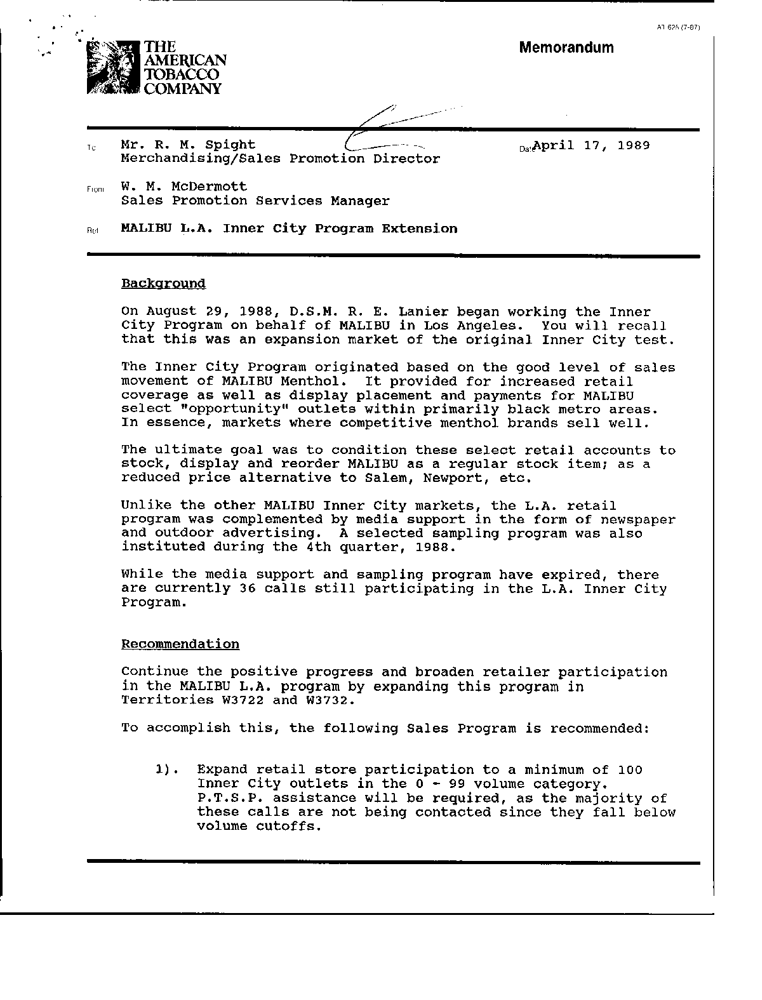 AT 625 (7-87)
THE
AMERICAN
TOBACCO
COMPANY
Memorandum
To Mr. R. M. Spight
Merchandising/Sales Promotion Director
Date April 17, 1989
From W. M. McDermott
Sales Promotion Services Manager
Ref MALIBU L.A. Inner City Program Extension
Background
On August 29, 1988, D.S.M. R. E. Lanier began working the Inner
City Program on behalf of MALIBU in Los Angeles. You will recall
that this was an expansion market of the original Inner City test.
The Inner City Program originated based on the good level of sales
movement of MALIBU Menthol. It provided for increased retail
coverage as well as display placement and payments for MALIBU
select "opportunity" outlets within primarily black metro areas.
In essence, markets where competitive menthol brands sell well.
The ultimate goal was to condition these select retail accounts to
stock, display and reorder MALIBU as a regular stock item; as a
reduced price alternative to Salem, Newport, etc.
Unlike the other MALIBU Inner City markets, the L.A. retail
program was complemented by media support in the form of newspaper
and outdoor advertising. A selected sampling program was also
instituted during the 4th quarter, 1988.
While the media support and sampling program have expired, there
are currently 36 calls still participating in the L.A. Inner City
Program.
Recommendation
Continue the positive progress and broaden retailer participation
in the MALIBU L.A. program by expanding this program in
Territories W3722 and W3732.
To accomplish this, the following Sales Program is recommended:
1). Expand retail store participation to a minimum of 100
Inner City outlets in the 0 - 99 volume category.
P.T.S.P. assistance will be required, as the majority of
these calls are not being contacted since they fall below
volume cutoffs.